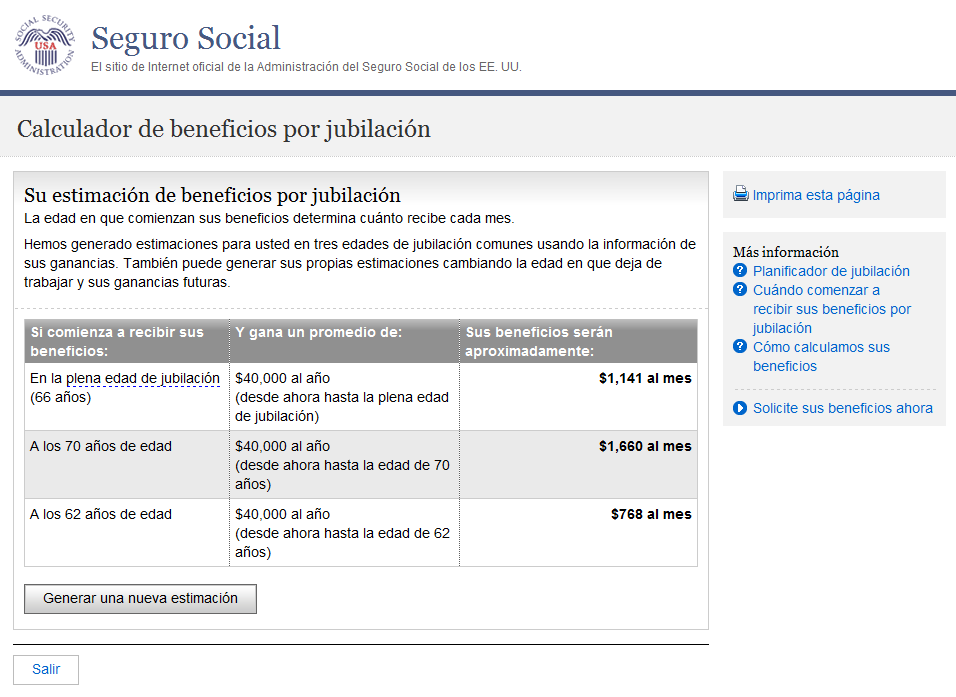 SOCIAL SECURITY ADMINISTRATION
USA
Seguro Social
El sitio de Internet oficial de la Administración del Seguro Social de los EE. UU.
Calculador de beneficios por jubilación
Su estimación de beneficios por jubilación
La edad en que comienzan sus beneficios determina cuánto recibe cada mes.
Hemos generado estimaciones para usted en tres edades de jubilación comunes usando la información de
sus ganancias. También puede generar sus propias estimaciones cambiando la edad en que deja de
trabajar y sus ganancias futuras.
Si comienza a recibir sus
beneficios:
Y gana un promedio de:
Sus beneficios serán
aproximadamente:
En la plena edad de jubilación
(66 años)
$40,000 al año
(desde ahora hasta la plena edad
de jubilación)
$1,141 al mes
A los 70 años de edad
$40,000 al año
(desde ahora hasta la edad de 70
años)
$1,660 al mes
A los 62 años de edad
$40,000 al año
(desde ahora hasta la edad de 62
años)
$768 al mes
Generar una nueva estimación
Salir
Imprima esta página
Más información
Planificador de jubilación
Cuándo comenzar a
recibir sus beneficios por
jubilación
Cómo calculamos sus
beneficios
Solicite sus beneficios ahora